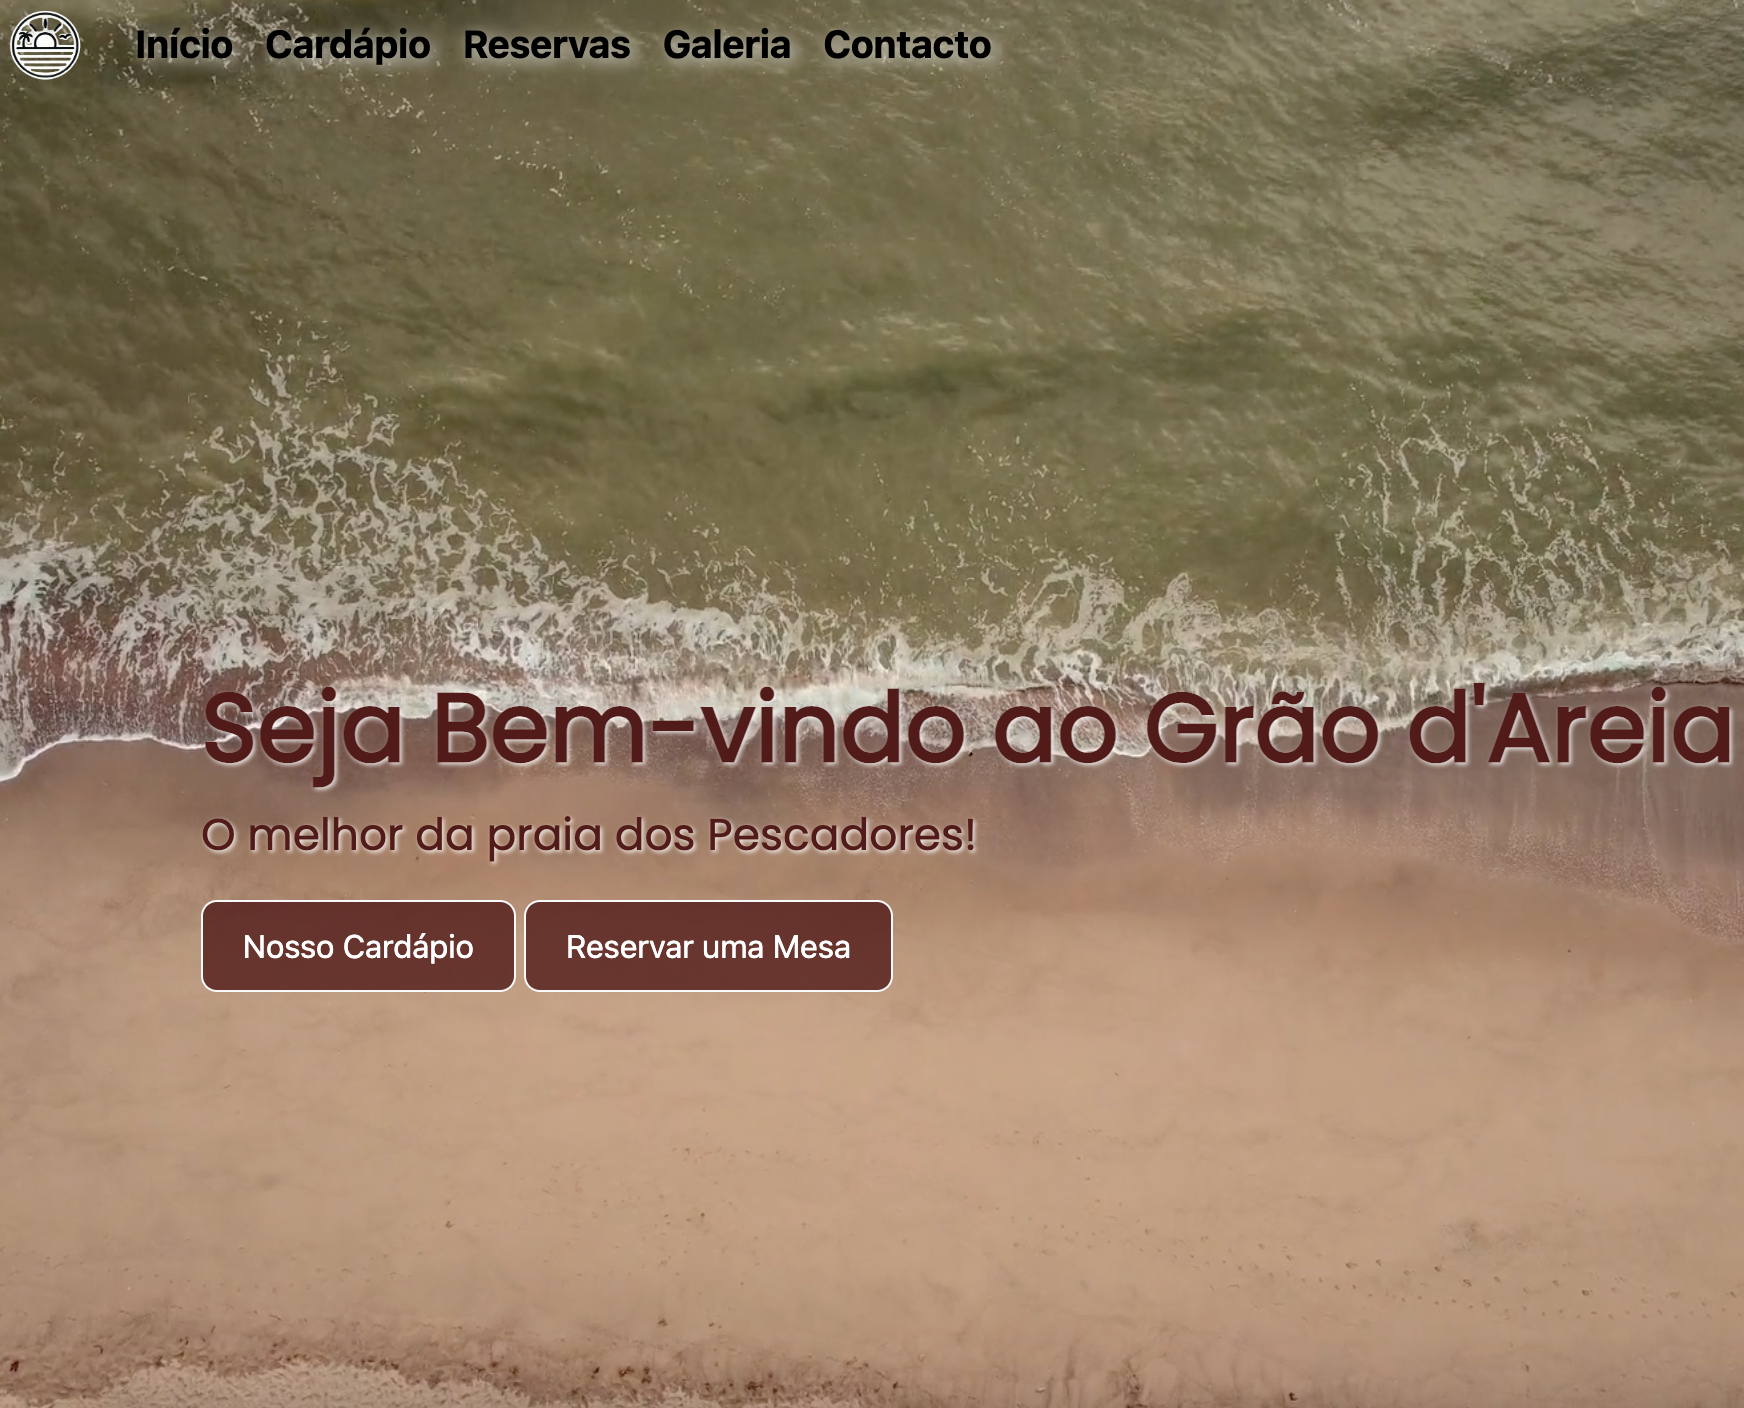 Início Cardápio Reservas Galeria Contacto
Seja Bem-vindo ao Grão d'Areia
O melhor da praia dos Pescadores!
Nosso Cardápio Reservar uma Mesa